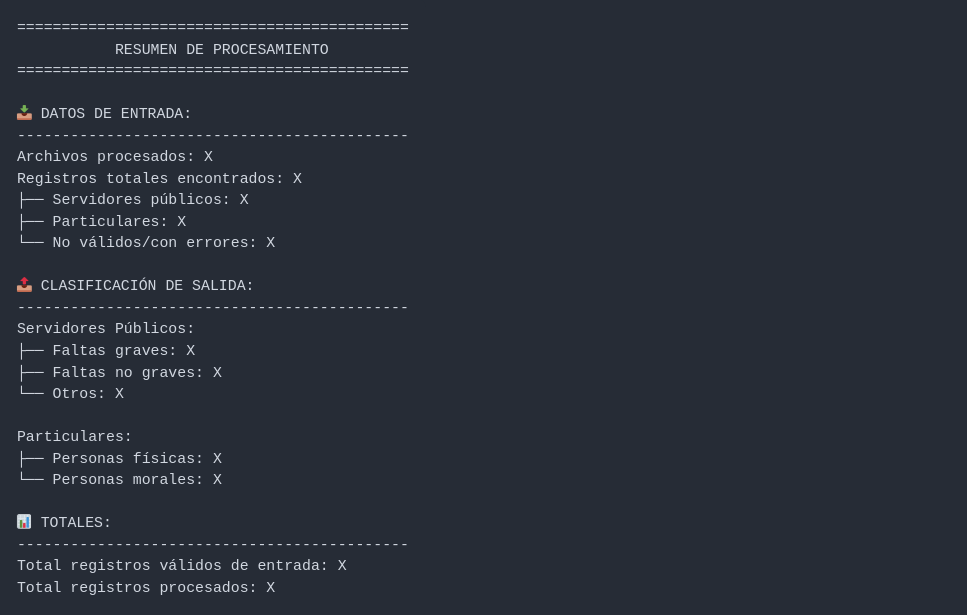 ============================================
RESUMEN DE PROCESAMIENTO
============================================
📥 DATOS DE ENTRADA:
--------------------------------------------
Archivos procesados: X
Registros totales encontrados: X
├── Servidores públicos: X
├── Particulares: X
└── No válidos/con errores: X
📤 CLASIFICACIÓN DE SALIDA:
--------------------------------------------
Servidores Públicos:
├── Faltas graves: X
├── Faltas no graves: X
└── Otros: X
Particulares:
├── Personas físicas: X
└── Personas morales: X
📊 TOTALES:
--------------------------------------------
Total registros válidos de entrada: X
Total registros procesados: X